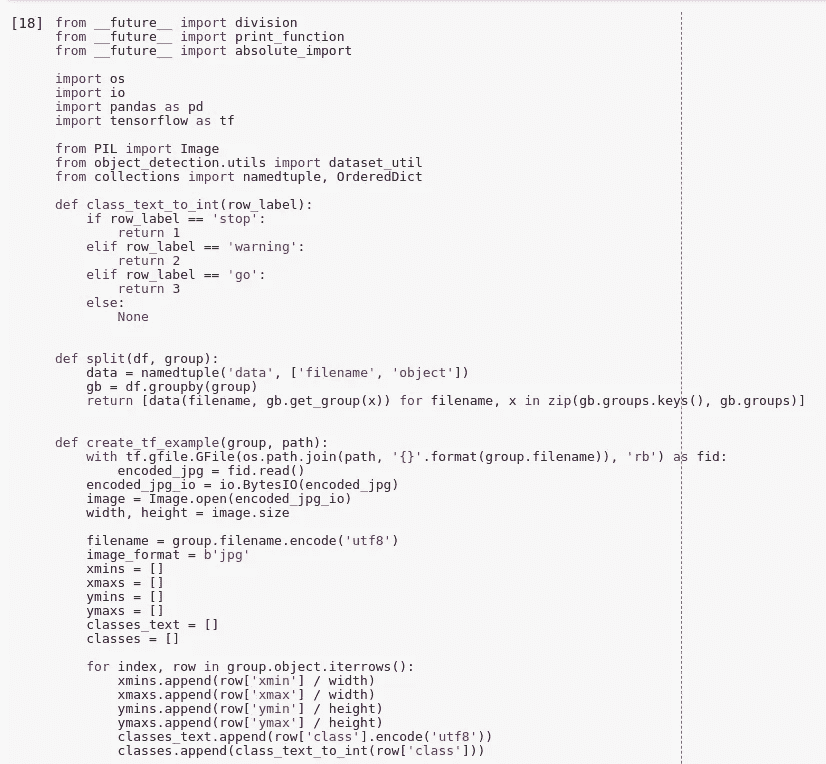 [18] from __future__ import division
from __future__ import print_function
from __future__ import absolute_import
import os
import io
import pandas as pd
import tensorflow as tf
from PIL import Image
from object_detection.utils import dataset_util
from collections import namedtuple, OrderedDict
def class_text_to_int(row_label):
    if row_label == 'stop':
        return 1
    elif row_label == 'warning':
        return 2
    elif row_label == 'go':
        return 3
    else:
        None
def split(df, group):
    data = namedtuple('data', ['filename', 'object'])
    gb = df.groupby(group)
    return [data(filename, gb.get_group(x)) for filename, x in zip(gb.groups.keys(), gb.groups)]
def create_tf_example(group, path):
    with tf.gfile.GFile(os.path.join(path, '{}'.format(group.filename)), 'rb') as fid:
        encoded_jpg = fid.read()
    encoded_jpg_io = io.BytesIO(encoded_jpg)
    image = Image.open(encoded_jpg_io)
    width, height = image.size
    filename = group.filename.encode('utf8')
    image_format = b'jpg'
    xmins = []
    xmaxs = []
    ymins = []
    ymaxs = []
    classes_text = []
    classes = []
    for index, row in group.object.iterrows():
        xmins.append(row['xmin'] / width)
        xmaxs.append(row['xmax'] / width)
        ymins.append(row['ymin'] / height)
        ymaxs.append(row['ymax'] / height)
        classes_text.append(row['class'].encode('utf8'))
        classes.append(class_text_to_int(row['class']))